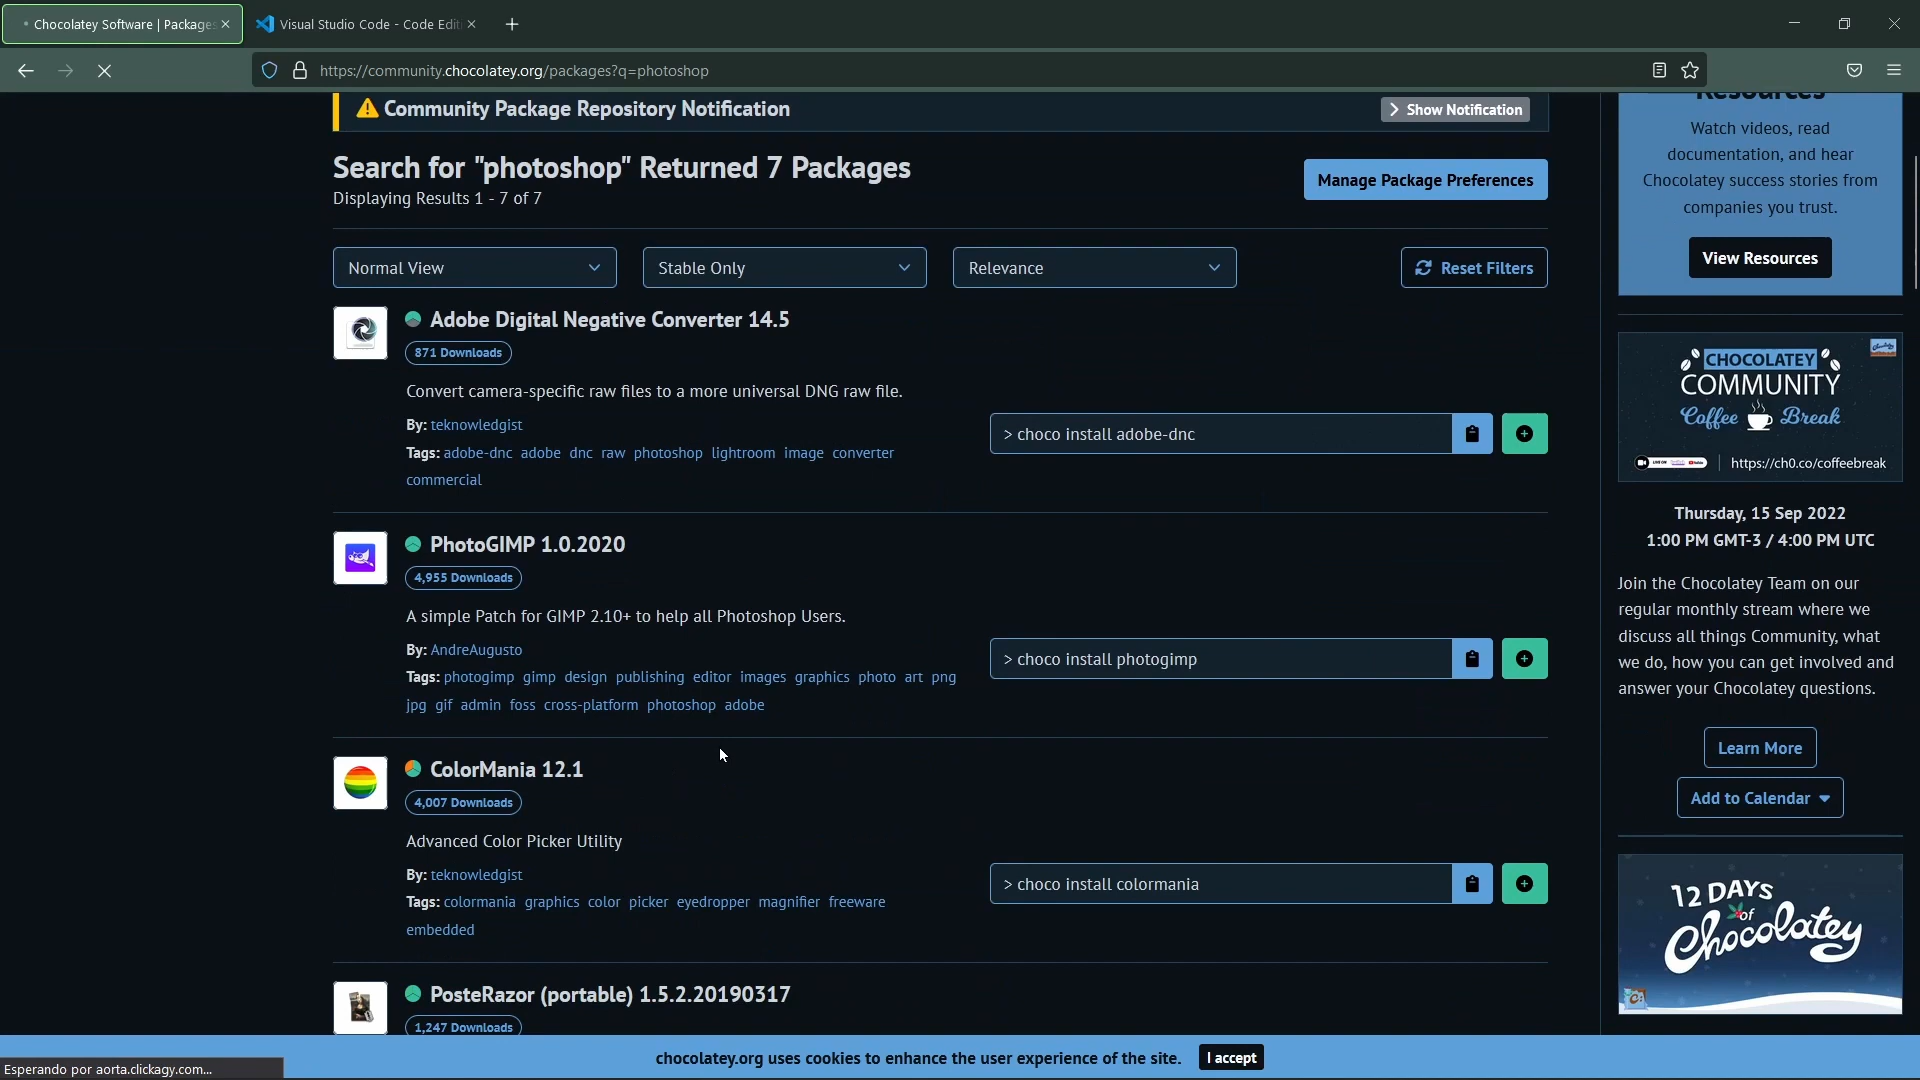 Chocolatey Software | Packages
Visual Studio Code - Code Edit
https://community.chocolatey.org/packages?q=photoshop
Community Package Repository Notification
Show Notification
Search for "photoshop" Returned 7 Packages
Displaying Results 1 - 7 of 7
Manage Package Preferences
Normal View
Stable Only
Relevance
Reset Filters
Adobe Digital Negative Converter 14.5
871 Downloads
Convert camera-specific raw files to a more universal DNG raw file.
By: teknowledgist
Tags: adobe-dnc adobe dnc raw photoshop lightroom image converter
commercial
> choco install adobe-dnc
PhotoGIMP 1.0.2020
4,955 Downloads
A simple Patch for GIMP 2.10+ to help all Photoshop Users.
By: AndreAugusto
Tags: photogimp gimp design publishing editor images graphics photo art png
jpg gif admin foss cross-platform photoshop adobe
> choco install photogimp
ColorMania 12.1
4,007 Downloads
Advanced Color Picker Utility
By: teknowledgist
Tags: colormania graphics color picker eyedropper magnifier freeware
embedded
> choco install colormania
PosteRazor (portable) 1.5.2.20190317
1,247 Downloads
Resources
Watch videos, read
documentation, and hear
Chocolatey success stories from
companies you trust.
View Resources
CHOCOLATEY
COMMUNITY
Coffee Break
https://ch0.co/coffeebreak
Thursday, 15 Sep 2022
1:00 PM GMT-3 / 4:00 PM UTC
Join the Chocolatey Team on our
regular monthly stream where we
discuss all things Community, what
we do, how you can get involved and
answer your Chocolatey questions.
Learn More
Add to Calendar
12 DAYS
of
Chocolatey
chocolatey.org uses cookies to enhance the user experience of the site.
I accept
Esperando por aorta.clickagy.com...